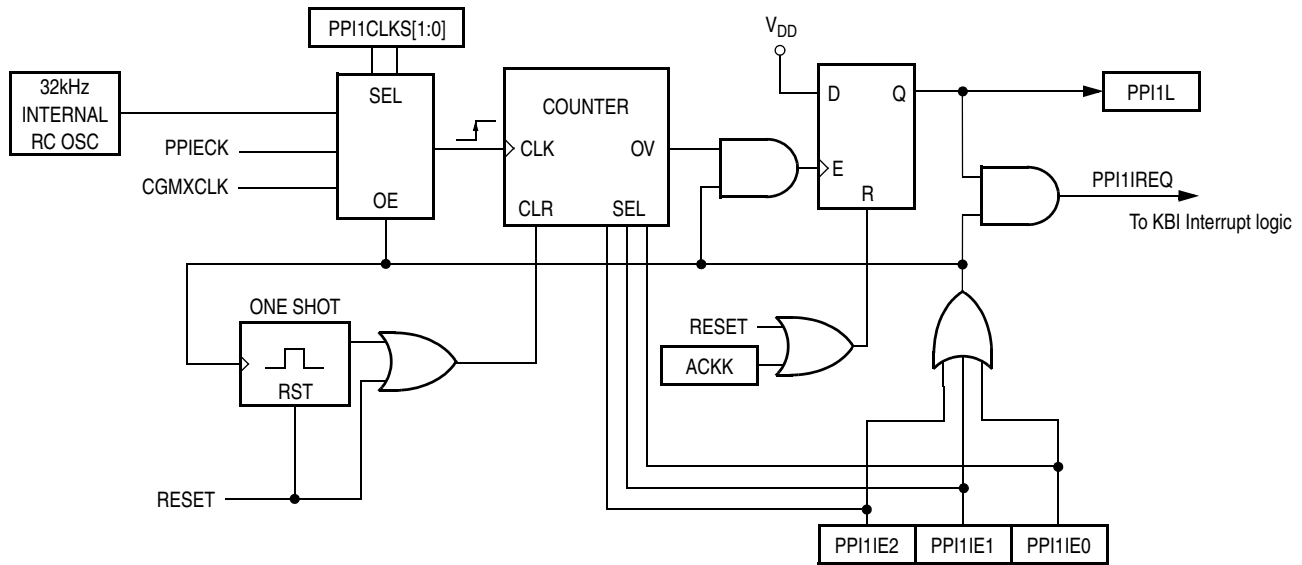 PPI1CLKS[1:0]
32kHz
INTERNAL
RC OSC
PPIECK
CGMXCLK
SEL
OE
COUNTER
CLK
OV
CLR
SEL
VDD
D
Q
E
R
PPI1L
PPI1IREQ
To KBI Interrupt logic
ONE SHOT
RST
RESET
RESET
ACKK
PPI1IE2
PPI1IE1
PPI1IE0